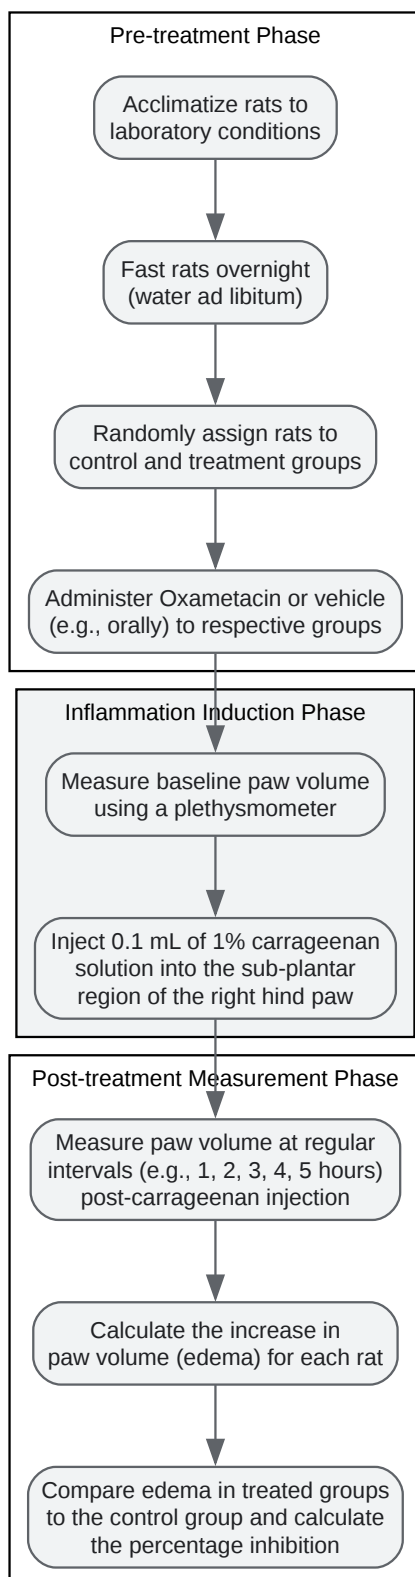 Pre-treatment Phase
Acclimatize rats to
laboratory conditions
Fast rats overnight
(water ad libitum)
Randomly assign rats to
control and treatment groups
Administer Oxametacin or vehicle
(e.g., orally) to respective groups
Inflammation Induction Phase
Measure baseline paw volume
using a plethysmometer
Inject 0.1 mL of 1% carrageenan
solution into the sub-plantar
region of the right hind paw
Post-treatment Measurement Phase
Measure paw volume at regular
intervals (e.g., 1, 2, 3, 4, 5 hours)
post-carrageenan injection
Calculate the increase in
paw volume (edema) for each rat
Compare edema in treated groups
to the control group and calculate
the percentage inhibition